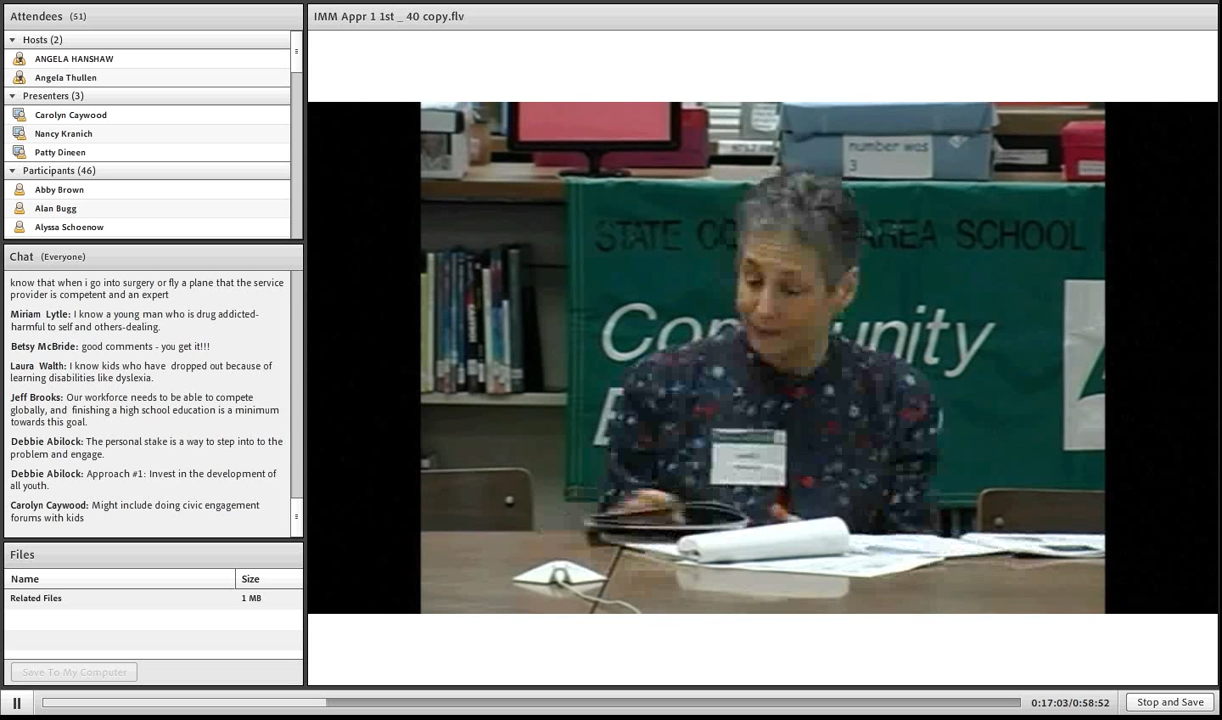 Attendees (51)
Hosts (2)
ANGELA HANSHAW
Angela Thullen
Presenters (3)
Carolyn Caywood
Nancy Kranich
Patty Dineen
Participants (46)
Abby Brown
Alan Bugg
Alyssa Schoenow
Chat (Everyone)
know that when i go into surgery or fly a plane that the service
provider is competent and an expert
Miriam Lytle: I know a young man who is drug addicted-
harmful to self and others-dealing.
Betsy McBride: good comments - you get it!!!
Laura Walth: I know kids who have dropped out because of
learning disabilities like dyslexia.
Jeff Brooks: Our workforce needs to be able to compete
globally, and finishing a high school education is a minimum
towards this goal.
Debbie Abilock: The personal stake is a way to step into to the
problem and engage.
Debbie Abilock: Approach #1: Invest in the development of
all youth.
Carolyn Caywood: Might include doing civic engagement
forums with kids
Files
Name Size
Related Files 1 MB
Save To My Computer
IMM Appr 1 1st _ 40 copy.flv
number was
3
STATE CO AREA SCHOOL
Com unity
E
0:17:03/0:58:52
Stop and Save